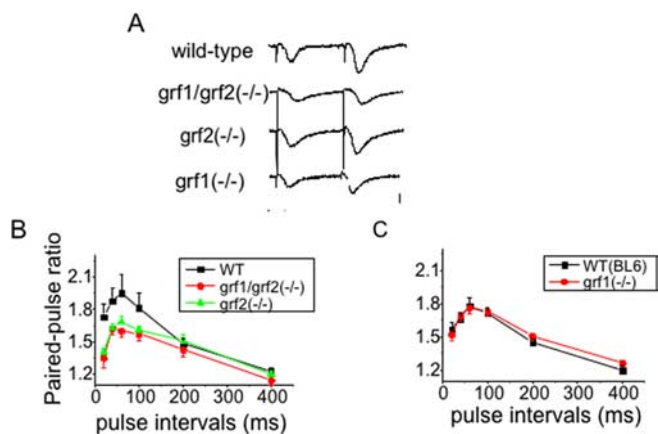 A
wild-type
grf1/grf2(-/-)
grf2(-/-)
grf1(-/-)
B
Paired-pulse ratio
2.1
1.8
1.5
1.2
WT
grf1/grf2(-/-)
grf2(-/-)
0 100 200 300 400
pulse intervals (ms)
C
2.1
1.8
1.5
1.2
WT(BL6)
grf1(-/-)
0 100 200 300 400
pulse intervals (ms)